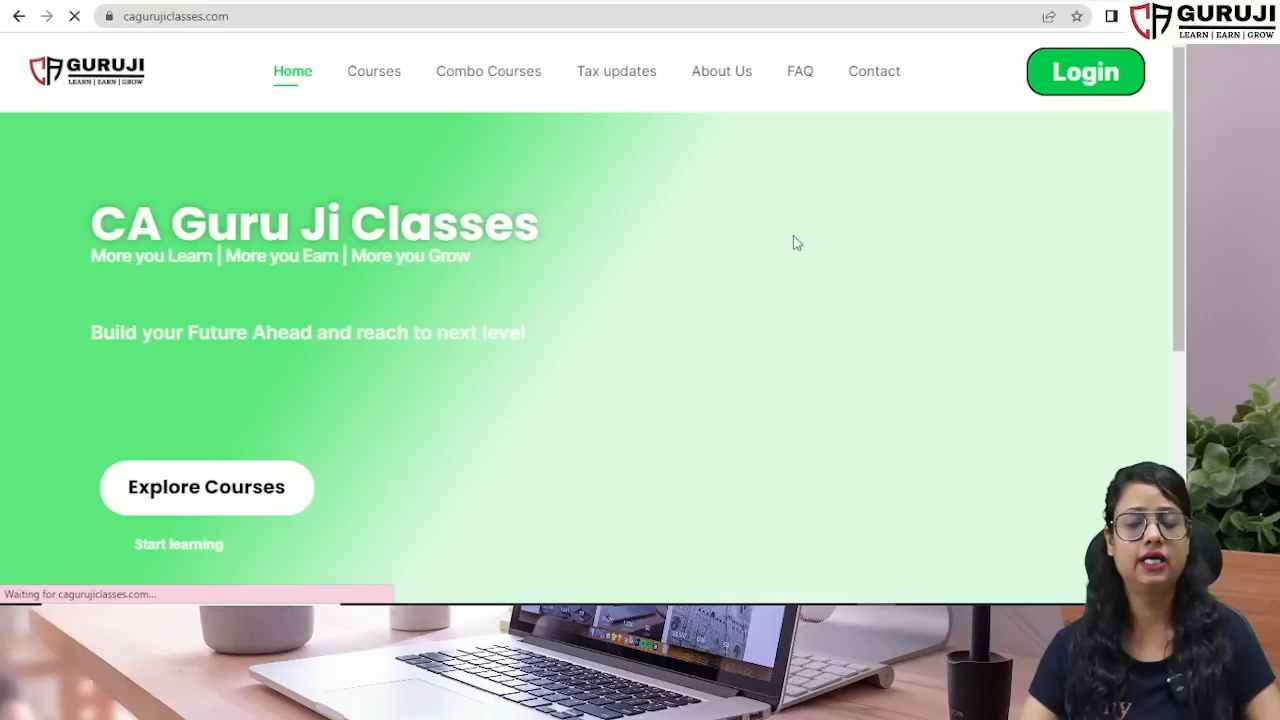 cagurujiclasses.com
CA GURUJI
LEARN | EARN | GROW
CA GURUJI
LEARN | EARN | GROW
Home
Courses
Combo Courses
Tax updates
About Us
FAQ
Contact
Login
CA Guru Ji Classes
More you Learn | More you Earn | More you Grow
Build your Future Ahead and reach to next level
Explore Courses
Start learning
Waiting for cagurujiclasses.com...